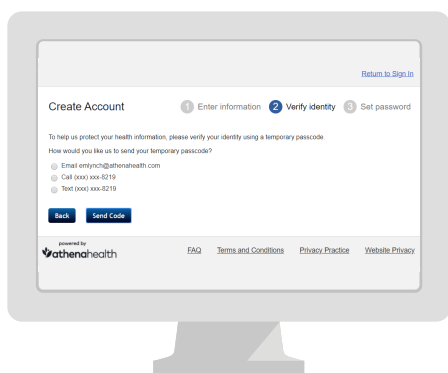 Return to Sign In
Create Account
1 Enter information 2 Verify identity 3 Set password
To help us protect your health information, please verify your identity using a temporary passcode.
How would you like us to send your temporary passcode?
Email emlynch@athenahealth.com
Call (xxx) xxx-8219
Text (xxx) xxx-8219
Back Send Code
powered by
athenahealth FAQ Terms and Conditions Privacy Practice Website Privacy